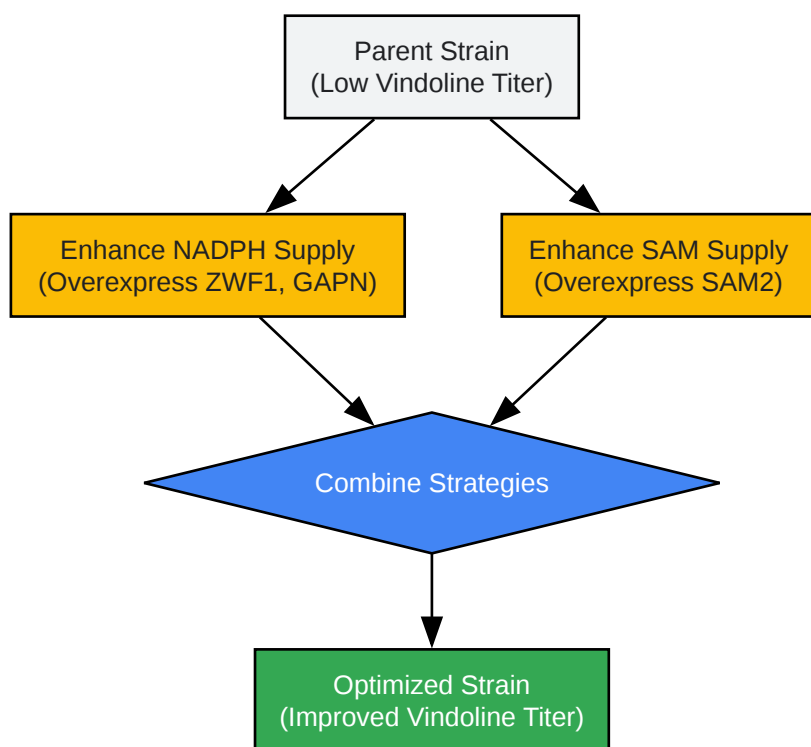 Parent Strain
(Low Vindoline Titer)
Enhance NADPH Supply
(Overexpress ZWF1, GAPN)
Enhance SAM Supply
(Overexpress SAM2)
Combine Strategies
Optimized Strain
(Improved Vindoline Titer)